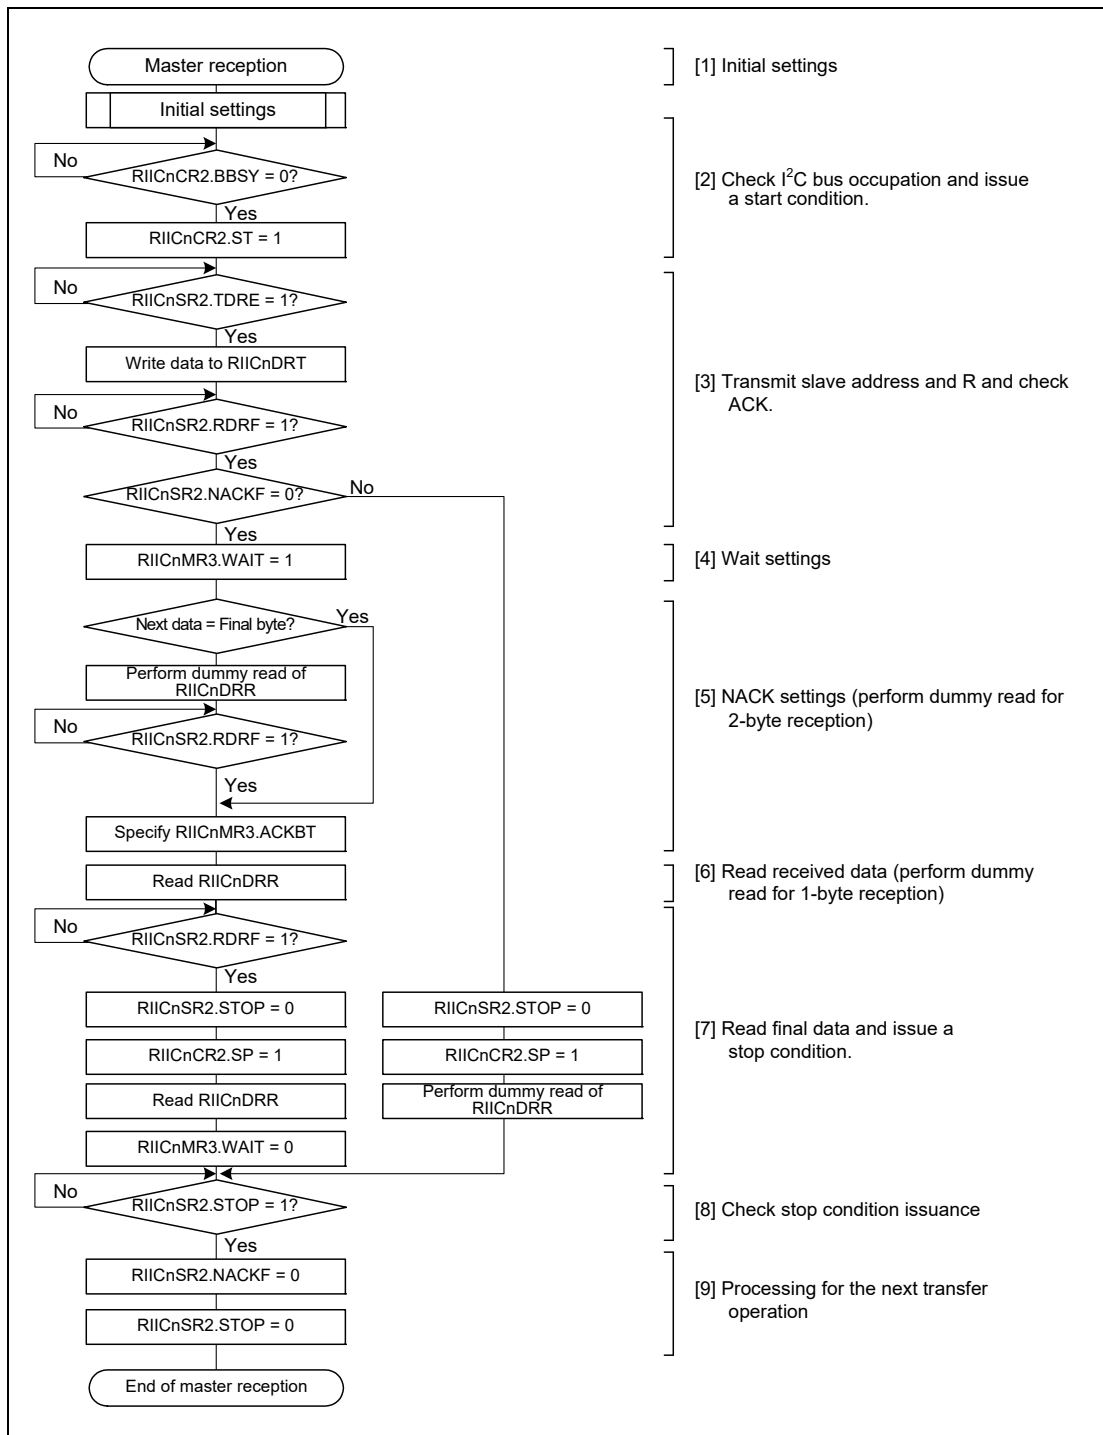 Master reception
[1] Initial settings
Initial settings
No
RIICnCR2.BBSY = 0?
Yes
[2] Check I²C bus occupation and issue
a start condition.
RIICnCR2.ST = 1
No
RIICnSR2.TDRE = 1?
Yes
Write data to RIICnDRT
[3] Transmit slave address and R and check
ACK.
No
RIICnSR2.RDRF = 1?
Yes
RIICnSR2.NACKF = 0?
No
Yes
RIICnMR3.WAIT = 1
[4] Wait settings
Next data = Final byte?
Yes
Perform dummy read of
RIICnDRR
[5] NACK settings (perform dummy read for
2-byte reception)
No
RIICnSR2.RDRF = 1?
Yes
Specify RIICnMR3.ACKBT
Read RIICnDRR
[6] Read received data (perform dummy
read for 1-byte reception)
No
RIICnSR2.RDRF = 1?
Yes
RIICnSR2.STOP = 0
RIICnSR2.STOP = 0
[7] Read final data and issue a
stop condition.
RIICnCR2.SP = 1
RIICnCR2.SP = 1
Read RIICnDRR
Perform dummy read of
RIICnDRR
RIICnMR3.WAIT = 0
No
RIICnSR2.STOP = 1?
Yes
[8] Check stop condition issuance
RIICnSR2.NACKF = 0
[9] Processing for the next transfer
operation
RIICnSR2.STOP = 0
End of master reception